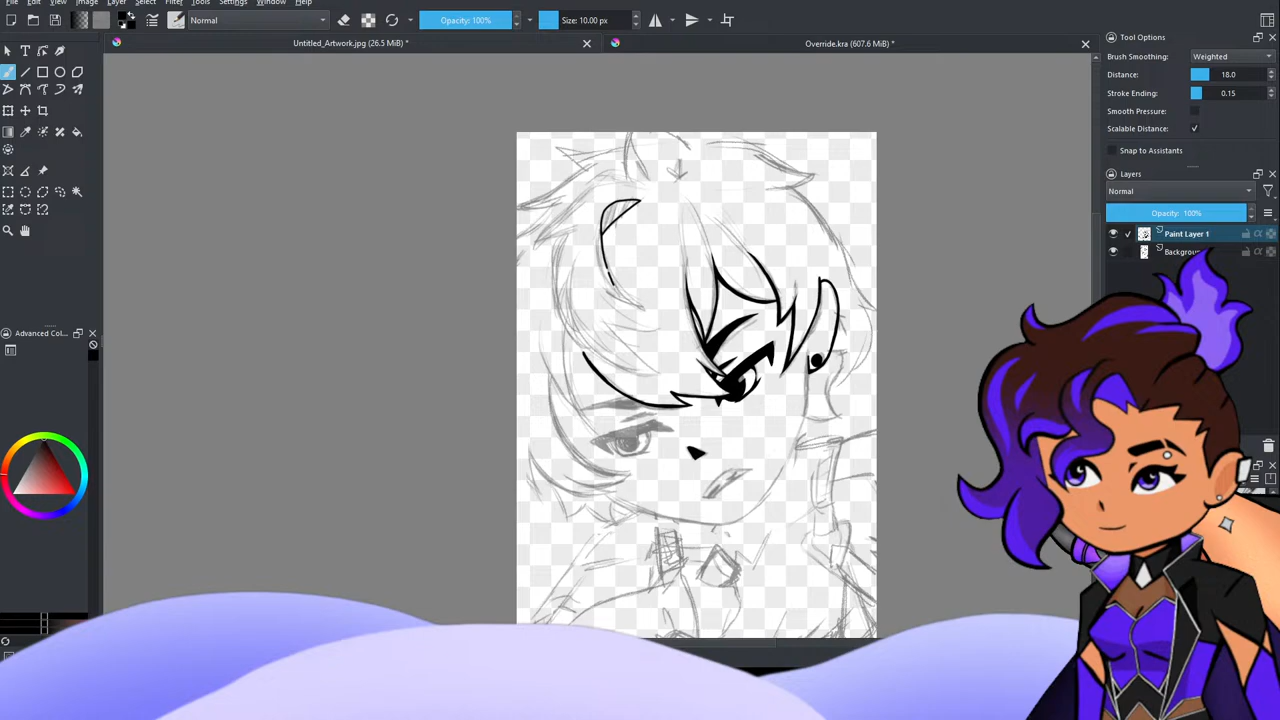 File Edit View Image Layer Select Filter Tools Settings Window Help
Normal Opacity: 100% Size: 10.00 px
Untitled_Artwork.jpg (26.5 MiB) * Override.kra (607.6 MiB) *
Tool Options
Brush Smoothing: Weighted
Distance: 18.0
Stroke Ending: 0.15
Smooth Pressure:
Scalable Distance:
Snap to Assistants
Layers
Normal
Opacity: 100%
Paint Layer 1
Advanced Colo...